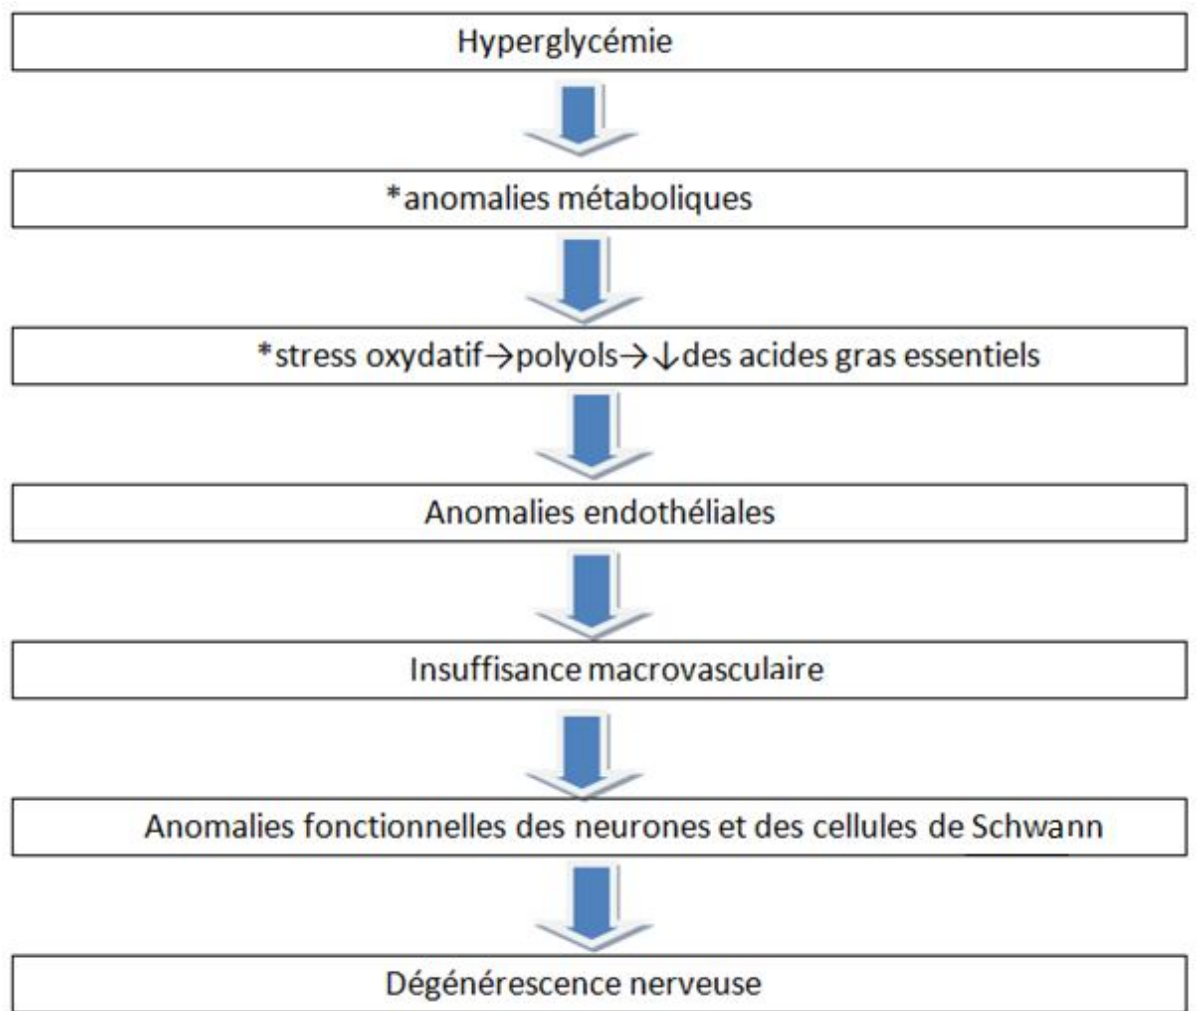 Hyperglycémie
*anomalies métaboliques
*stress oxydatif→polyols→↓des acides gras essentiels
Anomalies endothéliales
Insuffisance macrovasculaire
Anomalies fonctionnelles des neurones et des cellules de Schwann
Dégénérescence nerveuse